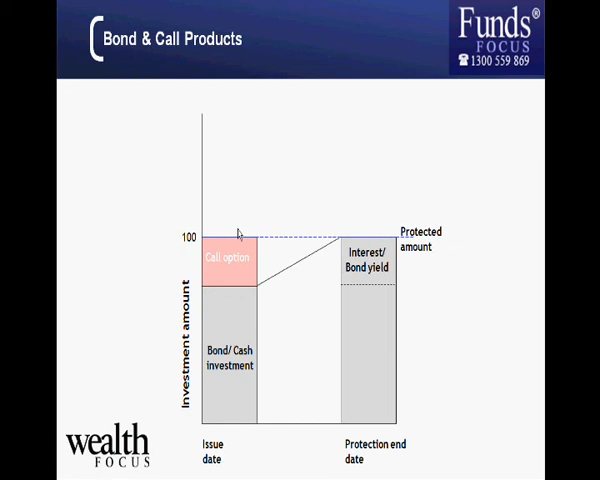 Bond & Call Products
Funds®
FOCUS
☎1300 559 869
100
Protected
amount
Call option
Interest/
Bond yield
Investment amount
Bond/Cash
investment
Issue
date
Protection end
date
wealth
FOCUS